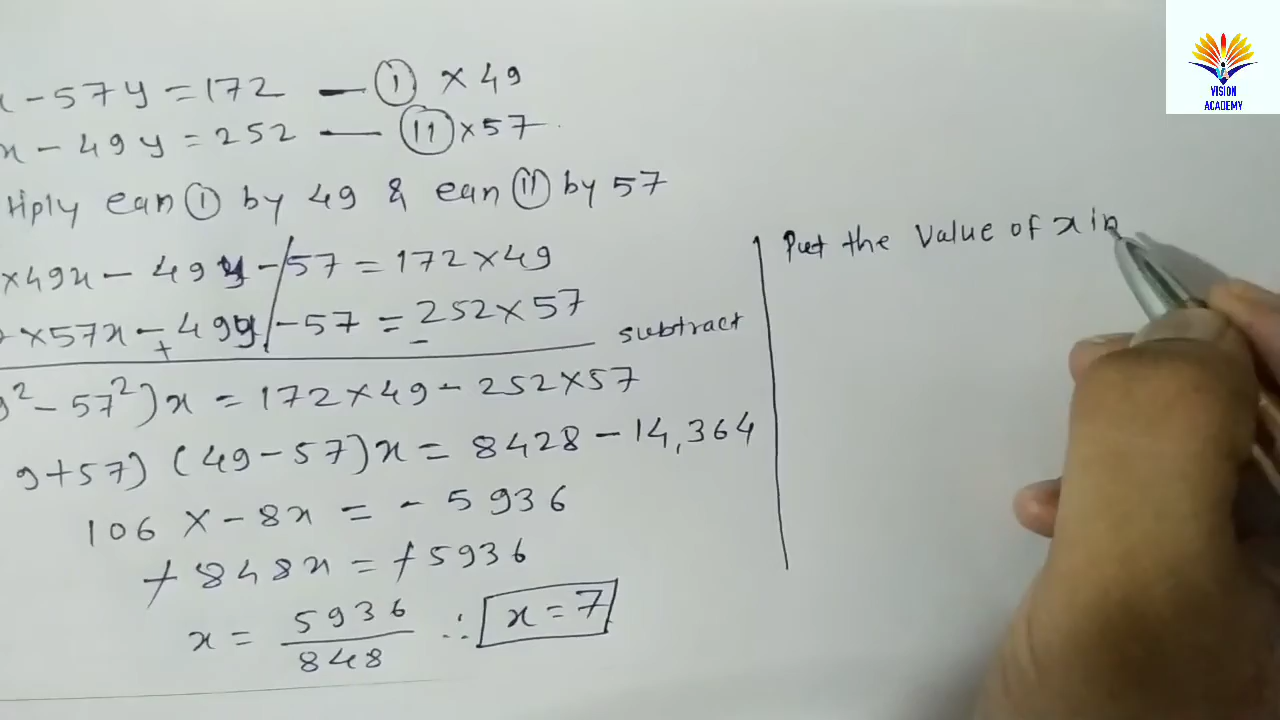 x - 57y = 172 — (I) × 49
x - 49y = 252 — (II) × 57
tiply eqn (I) by 49 & eqn (II) by 57
×49x - 49y - 57 = 172×49
×57x - 49y - 57 = 252×57
+ -
subtract
9² - 57²)x = 172×49 - 252×57
9+57) (49-57)x = 8428 - 14,364
106 × -8x = -5936
+848x = +5936
x = 5936/848 ∴ x = 7
Put the value of x in
VISION
ACADEMY